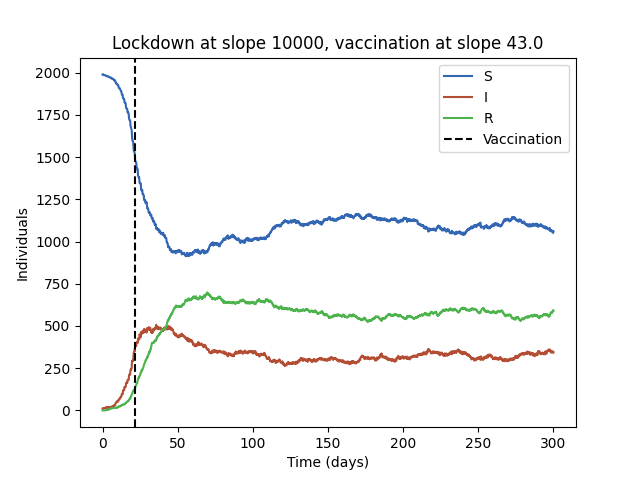 Lockdown at slope 10000, vaccination at slope 43.0
2000
1750
1500
1250
1000
750
500
250
0
Individuals
S
I
R
Vaccination
0 50 100 150 200 250 300
Time (days)